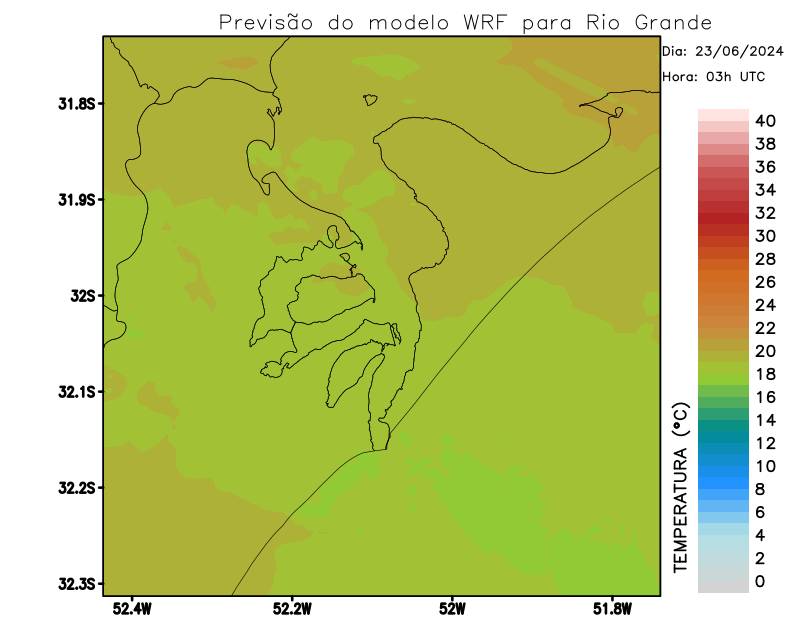 Previsão do modelo WRF para Rio Grande
Dia: 23/06/2024
Hora: 03h UTC
31.8S
31.9S
32S
32.1S
32.2S
32.3S
52.4W
52.2W
52W
51.8W
TEMPERATURA (°C)
40
38
36
34
32
30
28
26
24
22
20
18
16
14
12
10
8
6
4
2
0